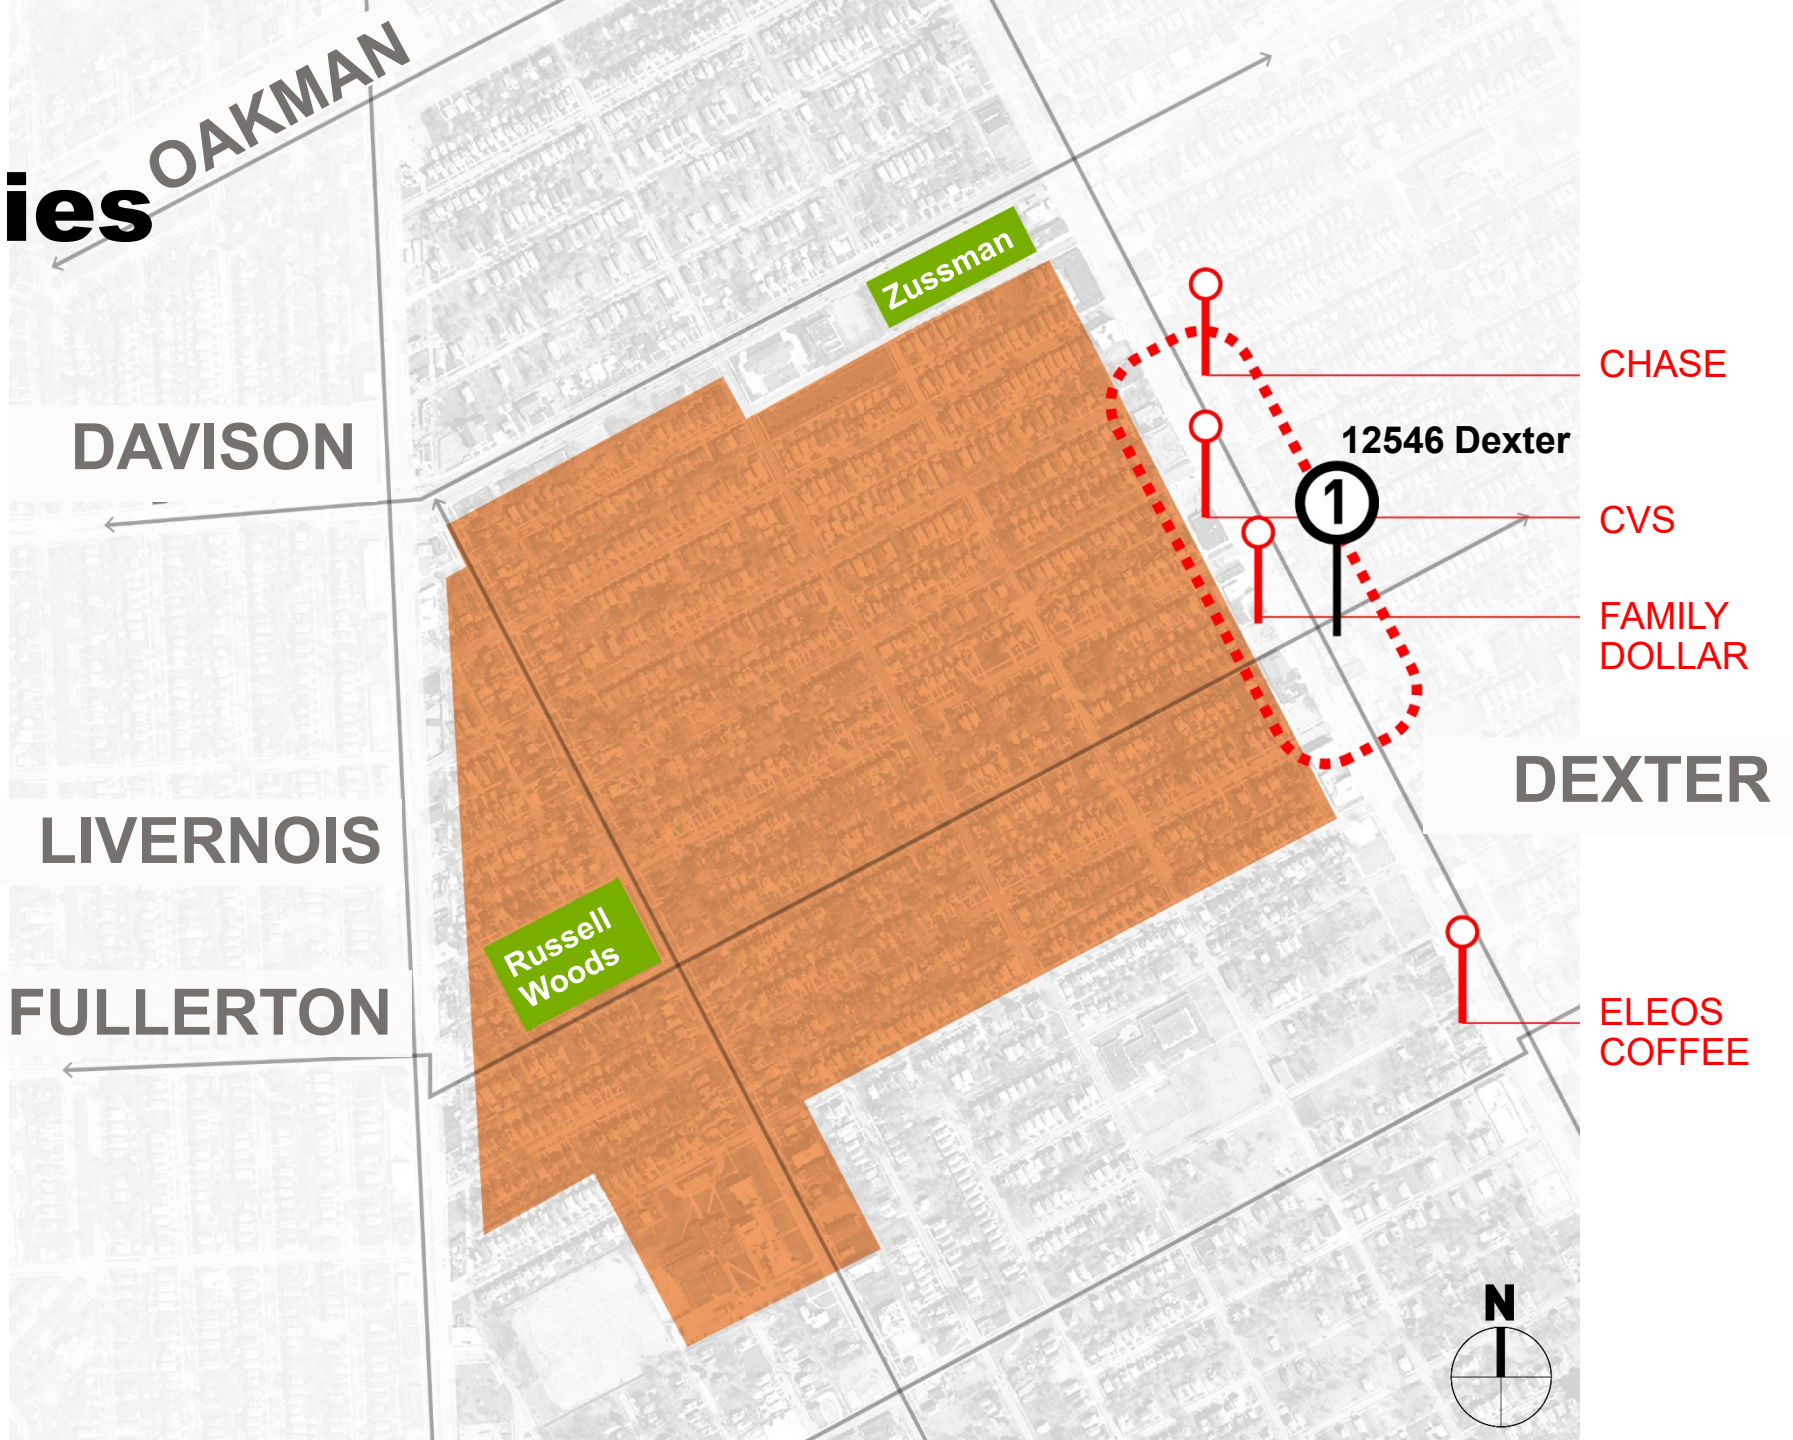 OAKMAN
ies
Zussman
CHASE
DAVISON
12546 Dexter
1
CVS
FAMILY
DOLLAR
DEXTER
LIVERNOIS
Russell
Woods
FULLERTON
ELEOS
COFFEE
N